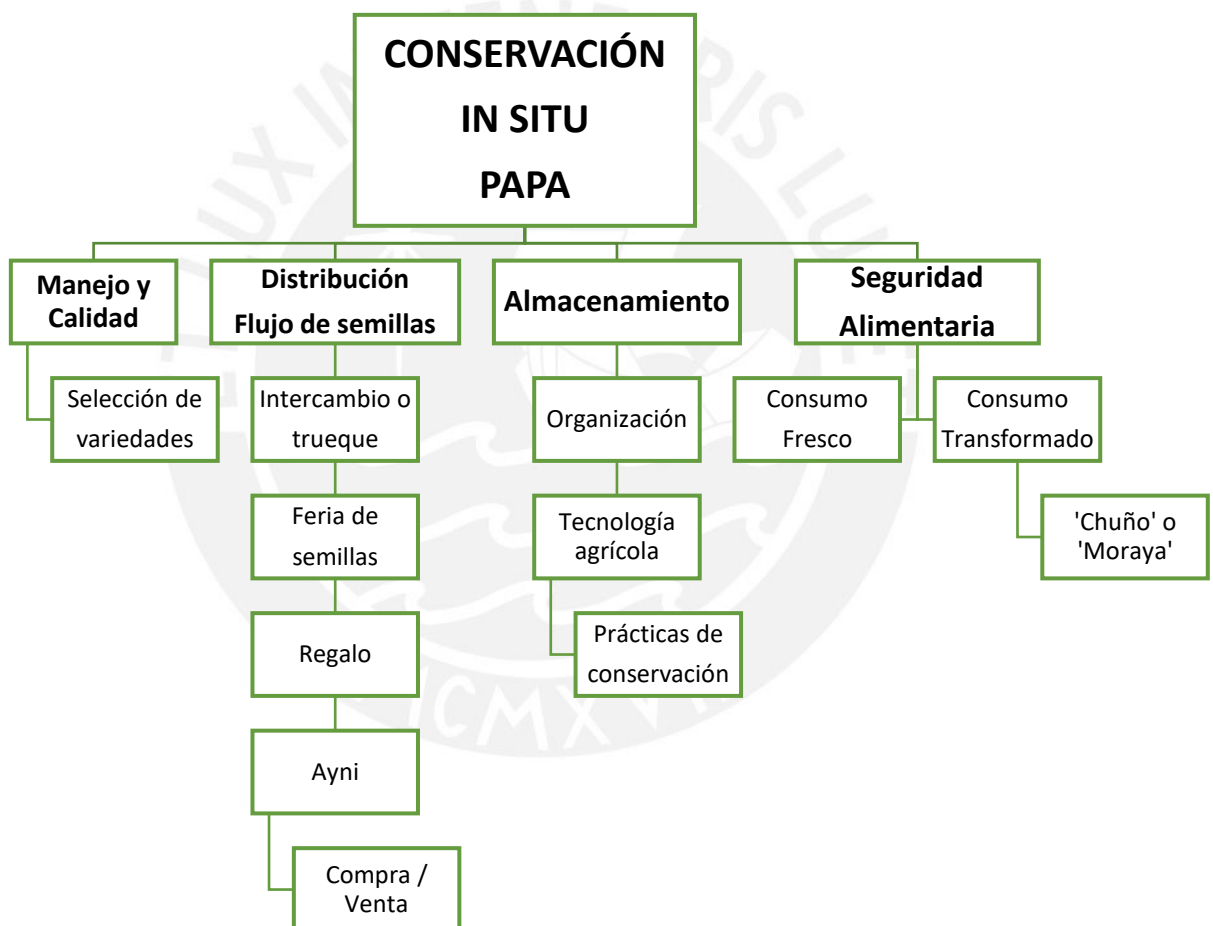 CONSERVACIÓN
IN SITU
PAPA
Manejo y
Calidad
Distribución
Flujo de semillas
Almacenamiento
Seguridad
Alimentaria
Selección de
variedades
Intercambio o
trueque
Organización
Consumo
Fresco
Consumo
Transformado
Feria de
semillas
Tecnología
agrícola
'Chuño' o
'Moraya'
Regalo
Prácticas de
conservación
Ayni
Compra /
Venta